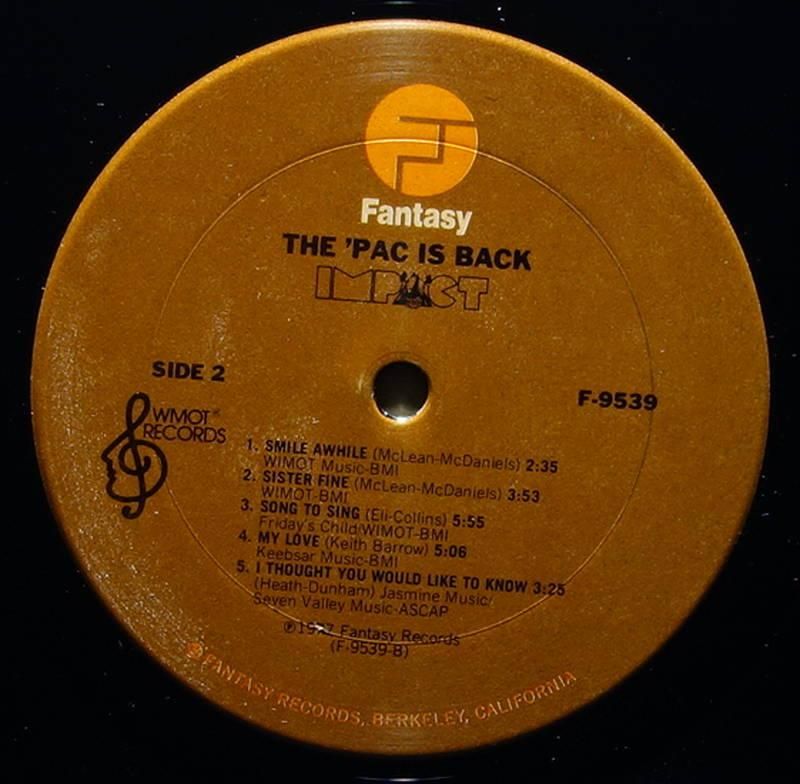 Fantasy
THE 'PAC IS BACK
IMPACT
SIDE 2
F-9539
WMOT®
RECORDS
1. SMILE AWHILE (McLean-McDaniels) 2:35
WIMOT Music-BMI
2. SISTER FINE (McLean-McDaniels) 3:53
WIMOT-BMI
3. SONG TO SING (Eli-Collins) 5:55
Friday's Child/WIMOT-BMI
4. MY LOVE (Keith Barrow) 5:06
Keebsar Music-BMI
5. I THOUGHT YOU WOULD LIKE TO KNOW 3:25
(Heath-Dunham) Jasmine Music/
Seven Valley Music-ASCAP
℗1977 Fantasy Records
(F-9539-B)
® FANTASY RECORDS, BERKELEY, CALIFORNIA